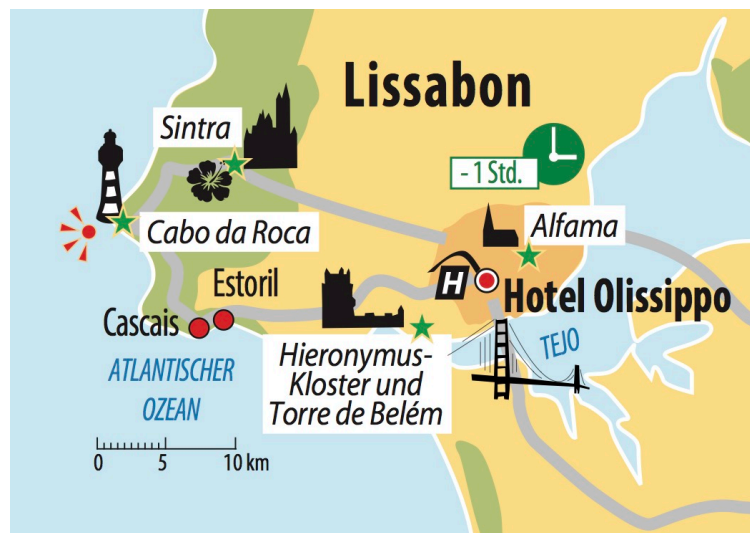 Lissabon
Sintra
- 1 Std.
Alfama
Cabo da Roca
H
Hotel Olissippo
Estoril
Cascais
Hieronymus-
Kloster und
Torre de Belém
TEJO
ATLANTISCHER
OZEAN
0 5 10 km